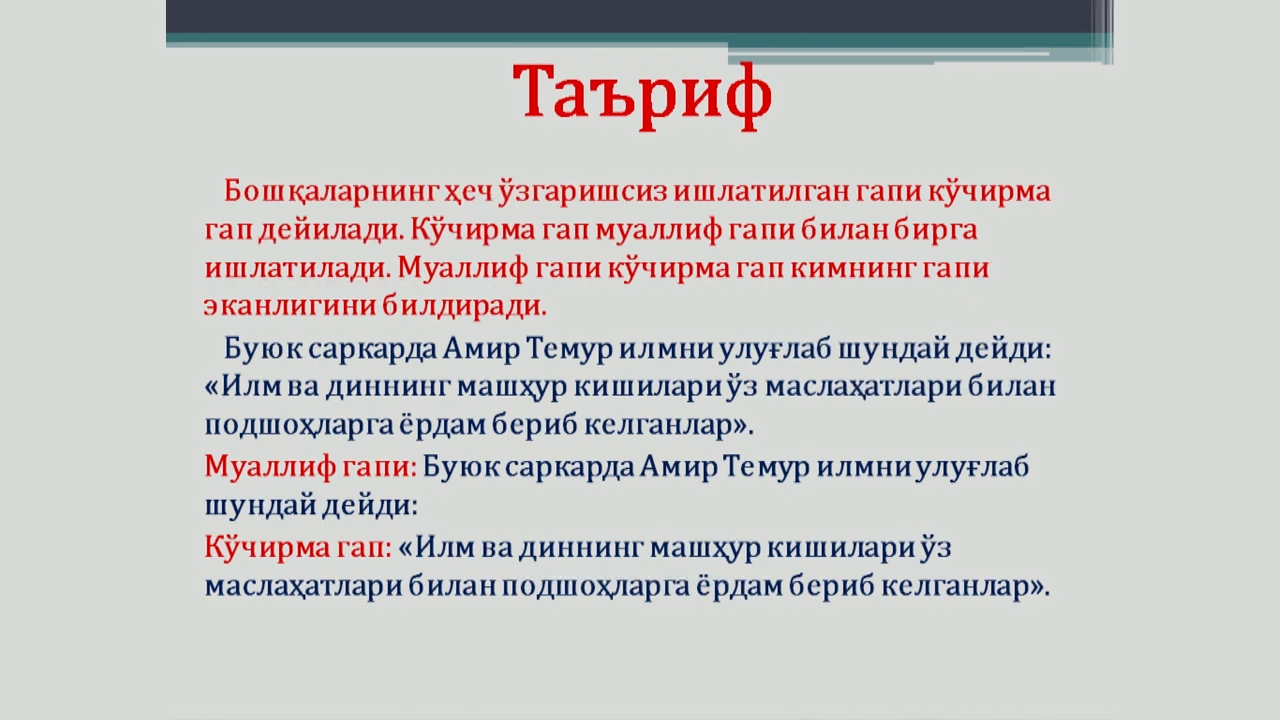 Таъриф
Бошқаларнинг ҳеч ўзгаришсиз ишлатилган гапи кўчирма
гап дейилади. Кўчирма гап муаллиф гапи билан бирга
ишлатилади. Муаллиф гапи кўчирма гап кимнинг гапи
эканлигини билдиради.
Буюк саркарда Амир Темур илмни улуғлаб шундай дейди:
«Илм ва диннинг машҳур кишилари ўз маслаҳатлари билан
подшоҳларга ёрдам бериб келганлар».
Муаллиф гапи: Буюк саркарда Амир Темур илмни улуғлаб
шундай дейди:
Кўчирма гап: «Илм ва диннинг машҳур кишилари ўз
маслаҳатлари билан подшоҳларга ёрдам бериб келганлар».